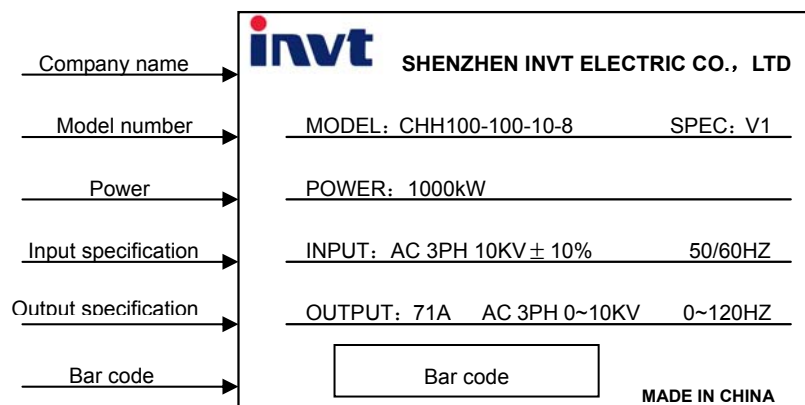 invt SHENZHEN INVT ELECTRIC CO.，LTD
Company name
Model number MODEL：CHH100-100-10-8 SPEC：V1
Power POWER：1000kW
Input specification INPUT：AC 3PH 10KV±10% 50/60HZ
Output specification OUTPUT：71A AC 3PH 0~10KV 0~120HZ
Bar code Bar code
MADE IN CHINA